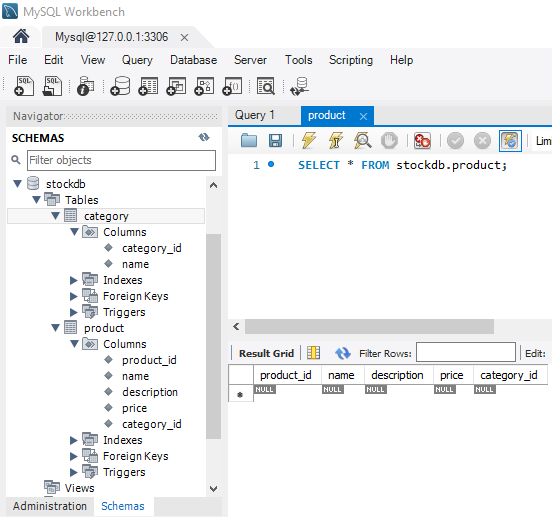 MySQL Workbench
Mysql@127.0.0.1:3306 ×
File Edit View Query Database Server Tools Scripting Help
SQL SQL
Navigator
SCHEMAS
Filter objects
stockdb
Tables
category
Columns
category_id
name
Indexes
Foreign Keys
Triggers
product
Columns
product_id
name
description
price
category_id
Indexes
Foreign Keys
Triggers
Views
Administration Schemas
Query 1 product ×
Lim
1 SELECT * FROM stockdb.product;
Result Grid Filter Rows: Edit:
product_id name description price category_id
NULL NULL NULL NULL NULL